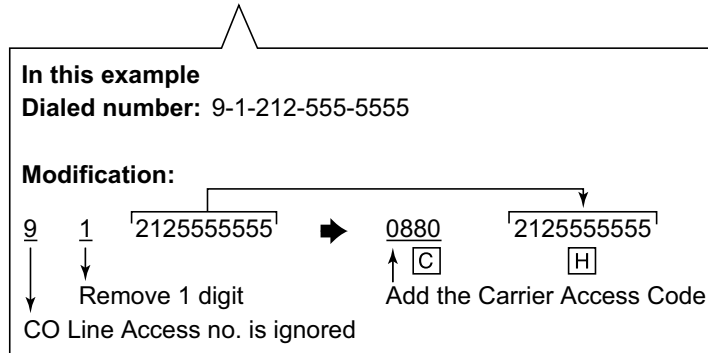 In this example
Dialed number: 9-1-212-555-5555
Modification:
9 1 2125555555 0880 2125555555
C H
Remove 1 digit Add the Carrier Access Code
CO Line Access no. is ignored